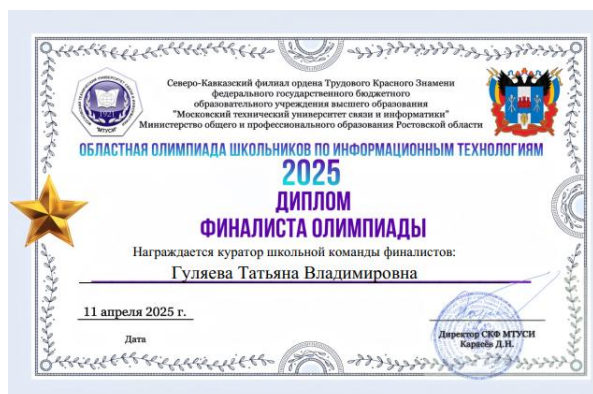 Северо-Кавказский филиал ордена Трудового Красного Знамени
федерального государственного бюджетного
образовательного учреждения высшего образования
"Московский технический университет связи и информатики"
Министерство общего и профессионального образования Ростовской области
ОБЛАСТНАЯ ОЛИМПИАДА ШКОЛЬНИКОВ ПО ИНФОРМАЦИОННЫМ ТЕХНОЛОГИЯМ
2025
ДИПЛОМ
ФИНАЛИСТА ОЛИМПИАДЫ
Награждается куратор школьной команды финалистов:
Гуляева Татьяна Владимировна
11 апреля 2025 г.
Дата
Директор СКФ МТУСИ
Карасёв Д.Н.
1921
"МТУСИ"